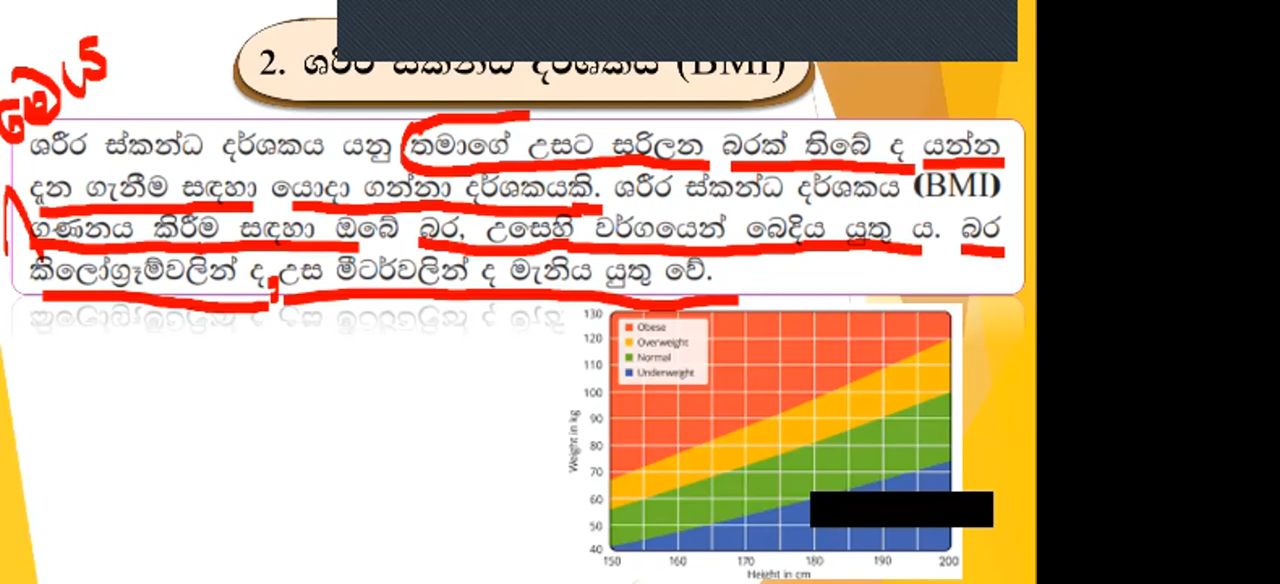 2. ශරීර ස්කන්ධ දර්ශකය (BMI)
මෙය
ශරීර ස්කන්ධ දර්ශකය යනු තමාගේ උසට සරිලන බරක් තිබේ ද යන්න
දැන ගැනීම සඳහා යොදා ගන්නා දර්ශකයකි. ශරීර ස්කන්ධ දර්ශකය (BMI)
ගණනය කිරීම සඳහා ඔබේ බර, උසෙහි වර්ගයෙන් බෙදිය යුතු ය. බර
කිලෝග්‍රෑම්වලින් ද, උස මීටර්වලින් ද මැනිය යුතු වේ.
130
Obese
120
Overweight
Normal
110
Underweight
100
90
80
70
60
50
40
Weight in kg
150 160 170 180 190 200
Height in cm